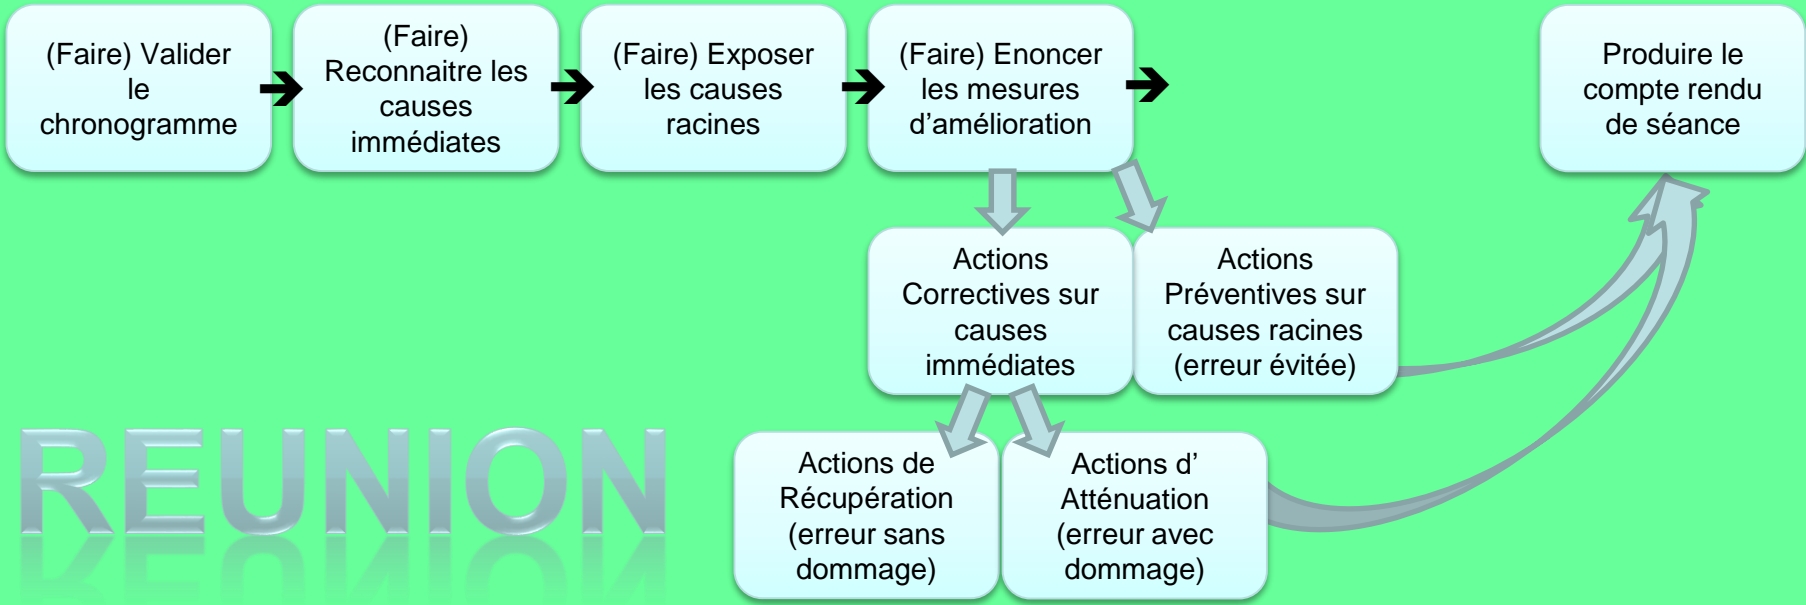 (Faire) Valider
le
chronogramme
(Faire)
Reconnaitre les
causes
immédiates
(Faire) Exposer
les causes
racines
(Faire) Enoncer
les mesures
d’amélioration
Produire le
compte rendu
de séance
Actions
Correctives sur
causes
immédiates
Actions
Préventives sur
causes racines
(erreur évitée)
Actions de
Récupération
(erreur sans
dommage)
Actions d’
Atténuation
(erreur avec
dommage)
REUNION